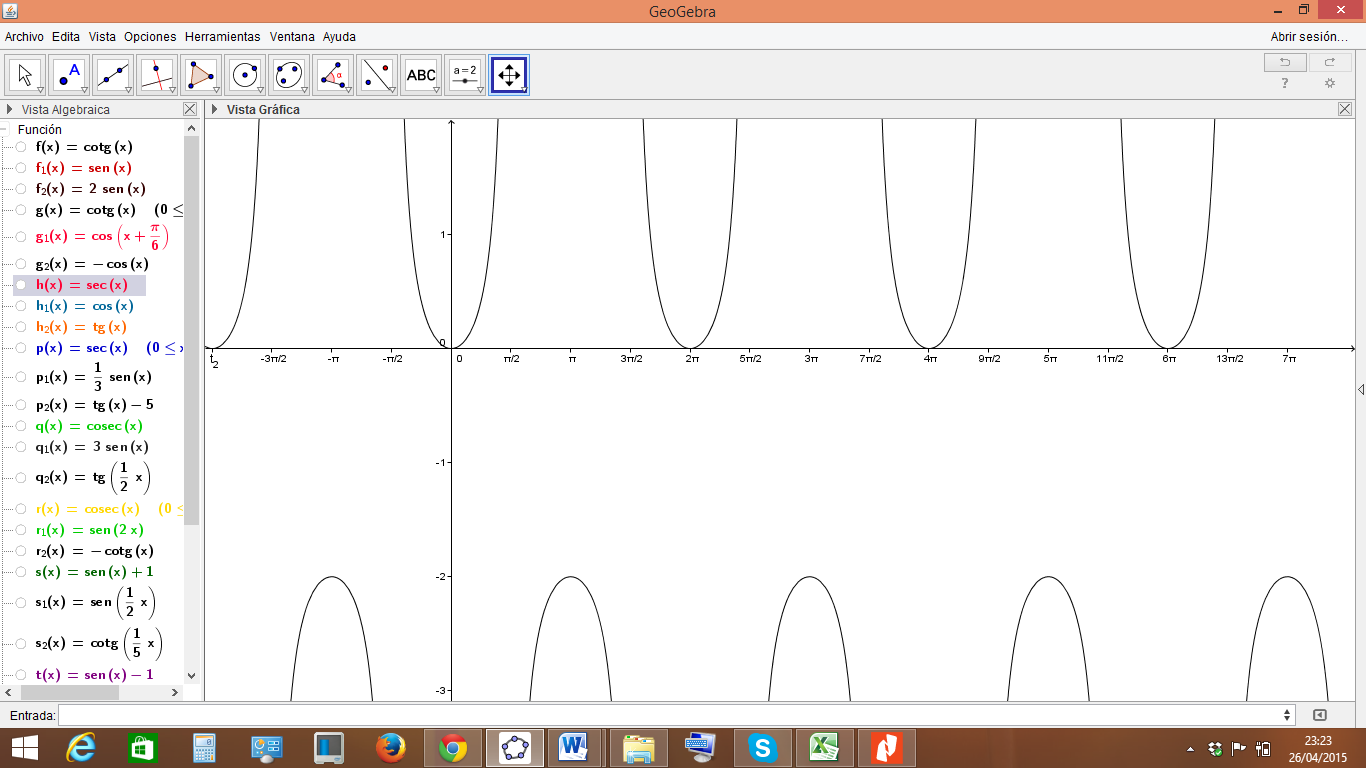 GeoGebra
Archivo Edita Vista Opciones Herramientas Ventana Ayuda
Abrir sesión...
A
α
ABC
a=2
?
Vista Algebraica
Vista Gráfica
Función
f(x) = cotg(x)
f₁(x) = sen(x)
f₂(x) = 2 sen(x)
g(x) = cotg(x) (0 ≤
g₁(x) = cos(x + π/6)
g₂(x) = −cos(x)
h(x) = sec(x)
h₁(x) = cos(x)
h₂(x) = tg(x)
p(x) = sec(x) (0 ≤ x
p₁(x) = 1/3 sen(x)
p₂(x) = tg(x) − 5
q(x) = cosec(x)
q₁(x) = 3 sen(x)
q₂(x) = tg(1/2 x)
r(x) = cosec(x) (0 ≤
r₁(x) = sen(2 x)
r₂(x) = −cotg(x)
s(x) = sen(x) + 1
s₁(x) = sen(1/2 x)
s₂(x) = cotg(1/5 x)
t(x) = sen(x) − 1
1
0
t₂ -3π/2 -π -π/2 0 π/2 π 3π/2 2π 5π/2 3π 7π/2 4π 9π/2 5π 11π/2 6π 13π/2 7π
-1
-2
-3
Entrada:
23:23
26/04/2015